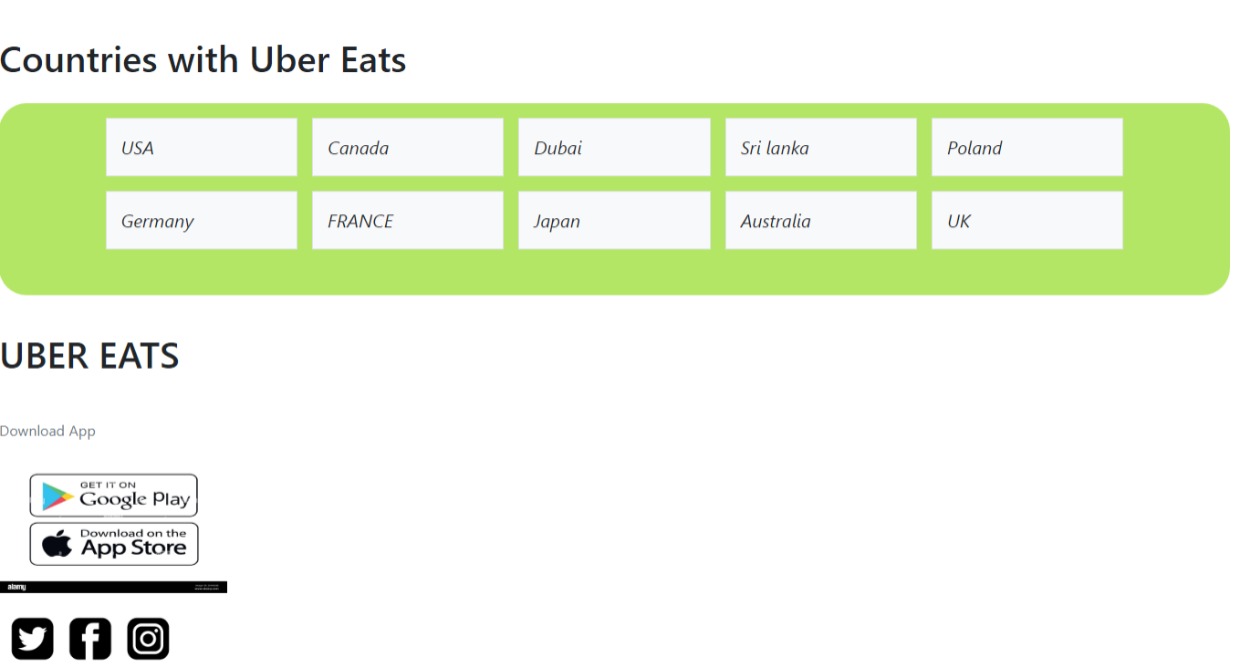 Countries with Uber Eats
USA Canada Dubai Sri lanka Poland
Germany FRANCE Japan Australia UK
UBER EATS
Download App
GET IT ON
Google Play
Download on the
App Store
alamy